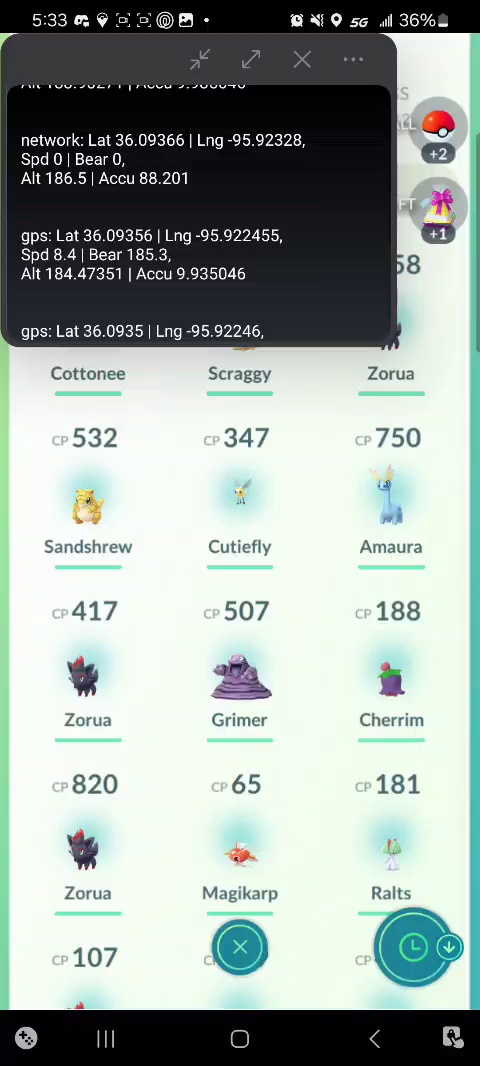 5:33
5G
36%
network: Lat 36.09366 | Lng -95.92328,
Spd 0 | Bear 0,
Alt 186.5 | Accu 88.201
gps: Lat 36.09356 | Lng -95.922455,
Spd 8.4 | Bear 185.3,
Alt 184.47351 | Accu 9.935046
gps: Lat 36.0935 | Lng -95.92246,
+2
+1
Cottonee
Scraggy
Zorua
CP 532
CP 347
CP 750
Sandshrew
Cutiefly
Amaura
CP 417
CP 507
CP 188
Zorua
Grimer
Cherrim
CP 820
CP 65
CP 181
Zorua
Magikarp
Ralts
CP 107